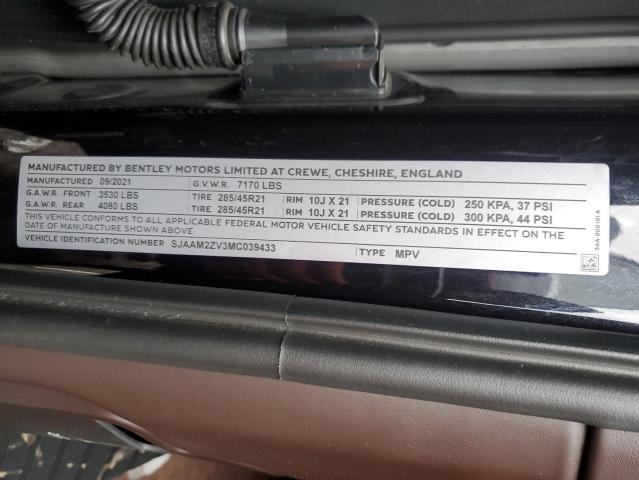 MANUFACTURED BY BENTLEY MOTORS LIMITED AT CREWE, CHESHIRE, ENGLAND
MANUFACTURED 09/2021 G.V.W.R. 7170 LBS
G.A.W.R. FRONT 3530 LBS TIRE 285/45R21 RIM 10J X 21 PRESSURE (COLD) 250 KPA, 37 PSI
G.A.W.R. REAR 4080 LBS TIRE 285/45R21 RIM 10J X 21 PRESSURE (COLD) 300 KPA, 44 PSI
THIS VEHICLE CONFORMS TO ALL APPLICABLE FEDERAL MOTOR VEHICLE SAFETY STANDARDS IN EFFECT ON THE
DATE OF MANUFACTURE SHOWN ABOVE
VEHICLE IDENTIFICATION NUMBER SJAAM2ZV3MC039433 TYPE MPV
36A 000 101 A